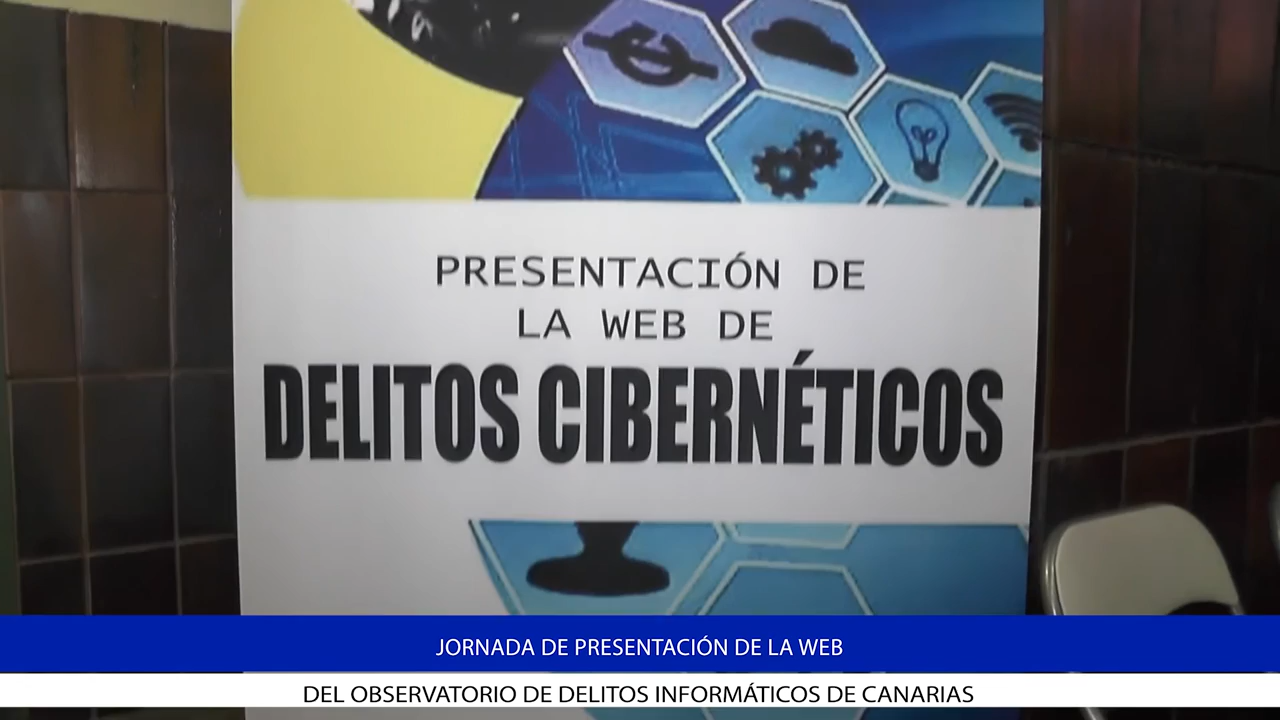 PRESENTACIÓN DE
LA WEB DE
DELITOS CIBERNÉTICOS
JORNADA DE PRESENTACIÓN DE LA WEB
DEL OBSERVATORIO DE DELITOS INFORMÁTICOS DE CANARIAS